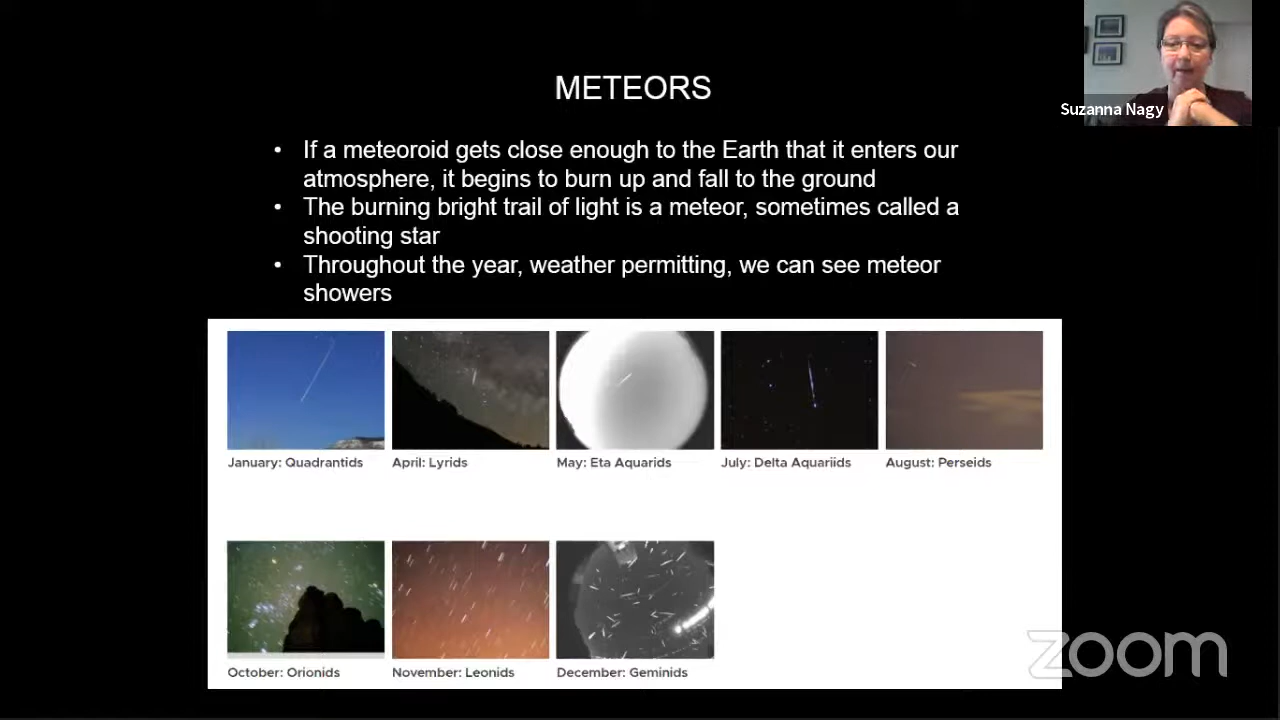 METEORS
Suzanna Nagy
• If a meteoroid gets close enough to the Earth that it enters our
atmosphere, it begins to burn up and fall to the ground
• The burning bright trail of light is a meteor, sometimes called a
shooting star
• Throughout the year, weather permitting, we can see meteor
showers
January: Quadrantids
April: Lyrids
May: Eta Aquarids
July: Delta Aquariids
August: Perseids
October: Orionids
November: Leonids
December: Geminids
zoom